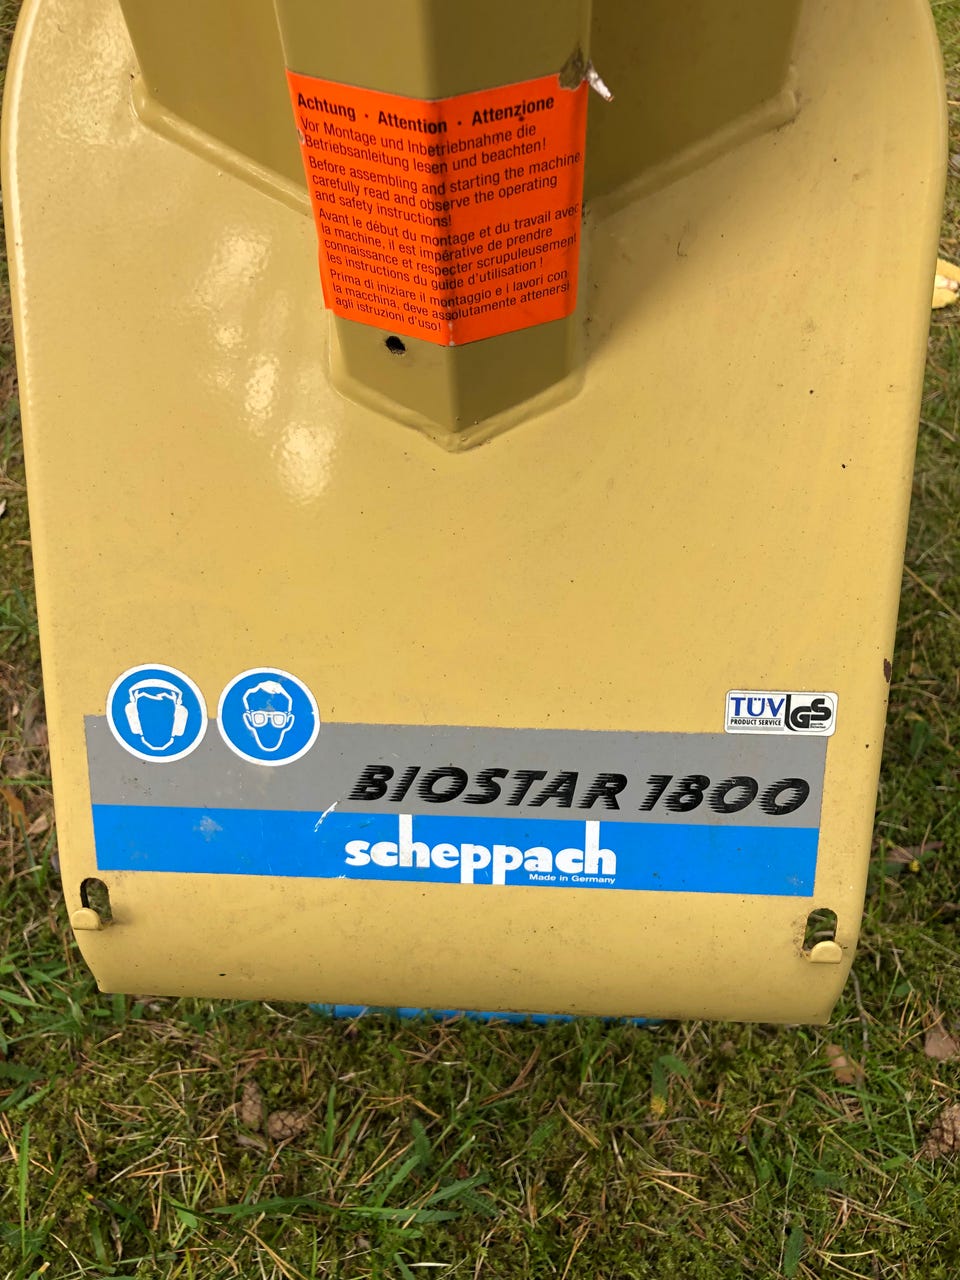 Achtung · Attention · Attenzione
Vor Montage und Inbetriebnahme die
Betriebsanleitung lesen und beachten!
Before assembling and starting the machine
carefully read and observe the operating
and safety instructions!
Avant le début du montage et du travail avec
la machine, il est impérative de prendre
connaissance et respecter scrupuleusement
les instructions du guide d'utilisation !
Prima di iniziare il montaggio e i lavori con
la macchina, deve assolutamente attenersi
agli istruzioni d'uso!
TÜV
PRODUCT SERVICE
GS
BIOSTAR 1800
scheppach
Made in Germany